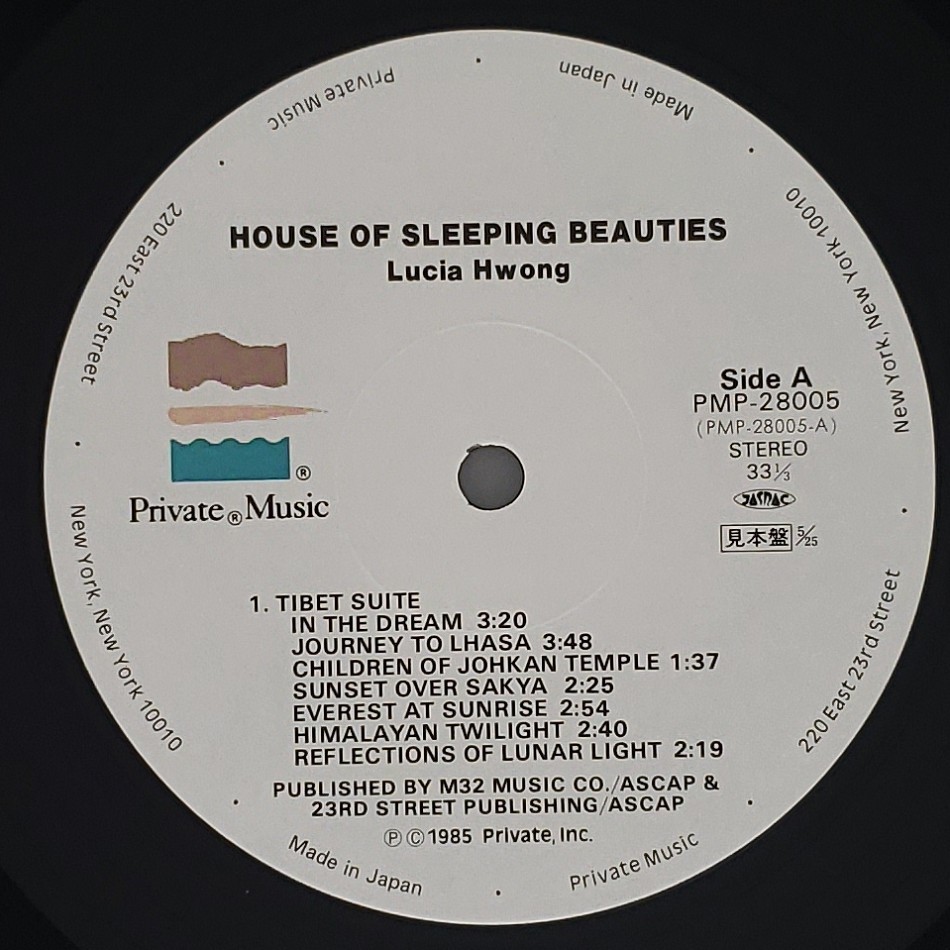 HOUSE OF SLEEPING BEAUTIES
Lucia Hwong
®
Private® Music
Side A
PMP-28005
(PMP-28005-A)
STEREO
33⅓
JASRAC
見本盤 5/25
1. TIBET SUITE
IN THE DREAM 3:20
JOURNEY TO LHASA 3:48
CHILDREN OF JOHKAN TEMPLE 1:37
SUNSET OVER SAKYA 2:25
EVEREST AT SUNRISE 2:54
HIMALAYAN TWILIGHT 2:40
REFLECTIONS OF LUNAR LIGHT 2:19
PUBLISHED BY M32 MUSIC CO./ASCAP &
23RD STREET PUBLISHING/ASCAP
Ⓟ©1985 Private, Inc.
Private Music
· 220 East 23rd Street
· New York, New York 10010
· Made in Japan
· Private Music
· 220 East 23rd Street
· New York, New York 10010
· Made in Japan ·